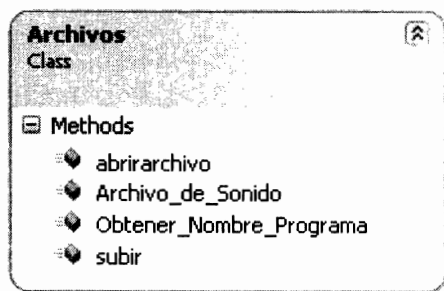 Archivos
Class
Methods
abrirarchivo
Archivo_de_Sonido
Obtener_Nombre_Programa
subir